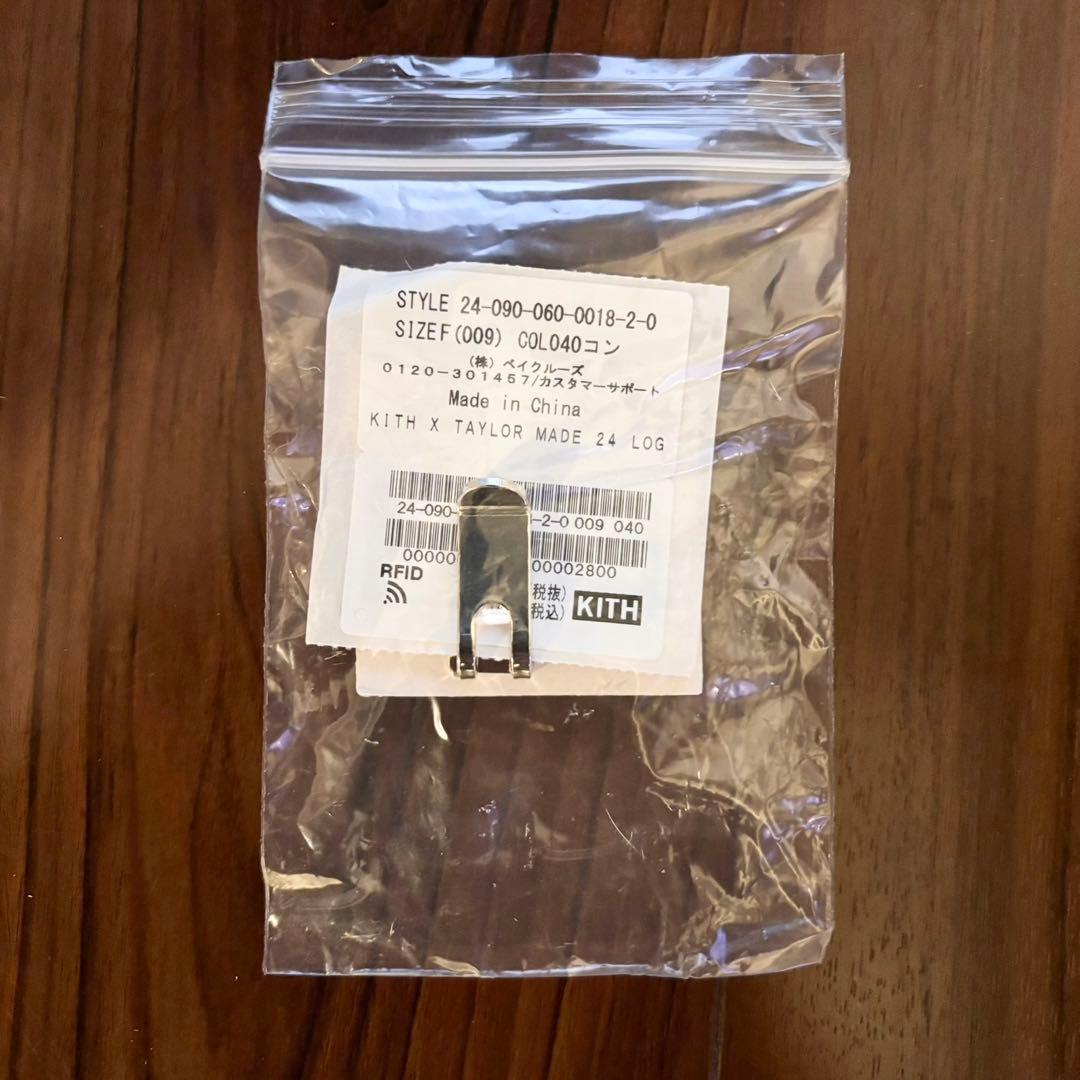 STYLE 24-090-060-0018-2-0
SIZEF(009) COL040コン
(株)ベイクルーズ
0120-301457/カスタマーサポート
Made in China
KITH X TAYLOR MADE 24 LOG
24-090- -2-0 009 040
00000 00002800
RFID
税抜)
税込) KITH